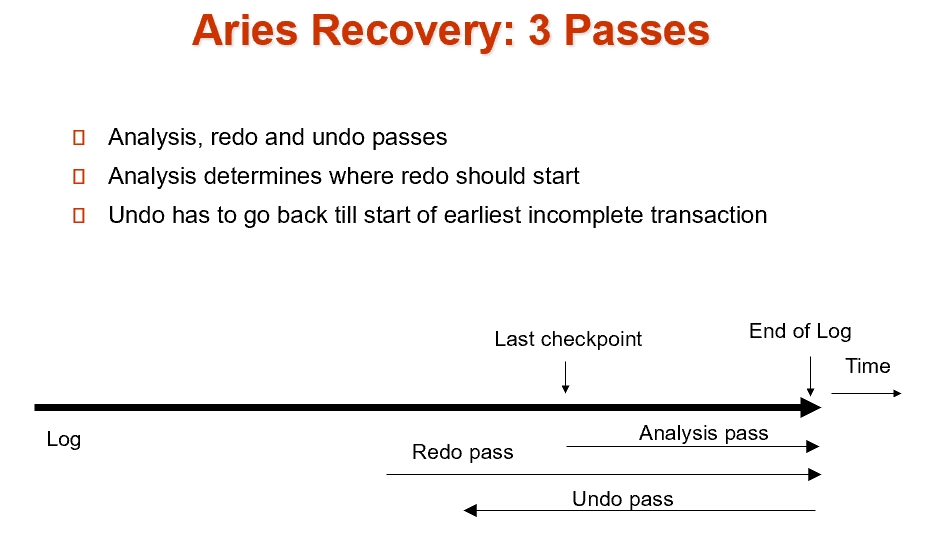 Aries Recovery: 3 Passes
Analysis, redo and undo passes
Analysis determines where redo should start
Undo has to go back till start of earliest incomplete transaction
Last checkpoint
End of Log
Time
Log
Analysis pass
Redo pass
Undo pass